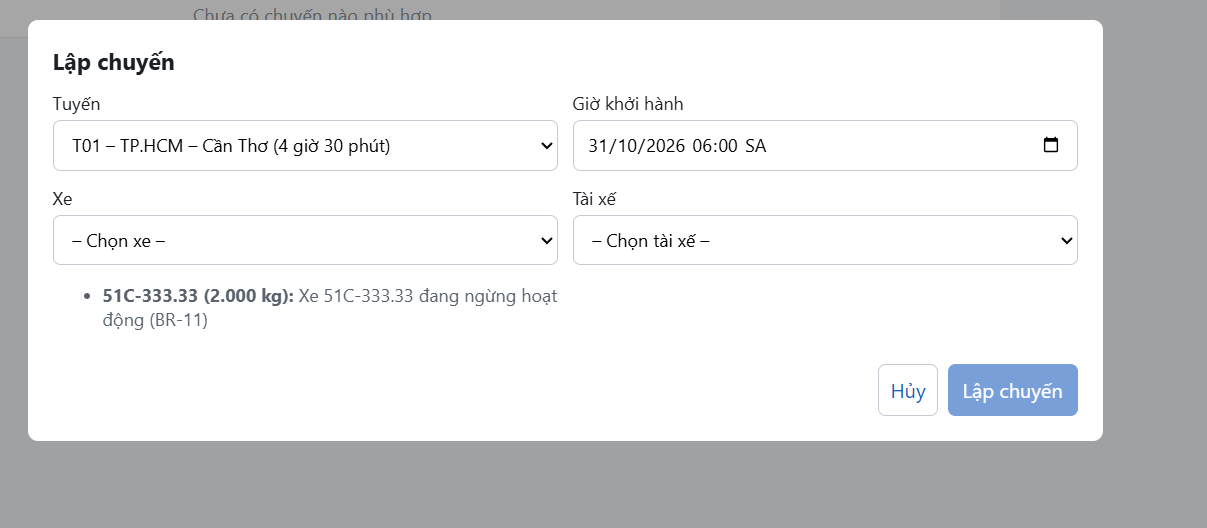 Chưa có chuyến nào phù hợp
Lập chuyến
Tuyến
Giờ khởi hành
T01 – TP.HCM – Cần Thơ (4 giờ 30 phút)
31/10/2026 06:00 SA
Xe
Tài xế
– Chọn xe –
– Chọn tài xế –
• 51C-333.33 (2.000 kg): Xe 51C-333.33 đang ngừng hoạt
động (BR-11)
Hủy
Lập chuyến